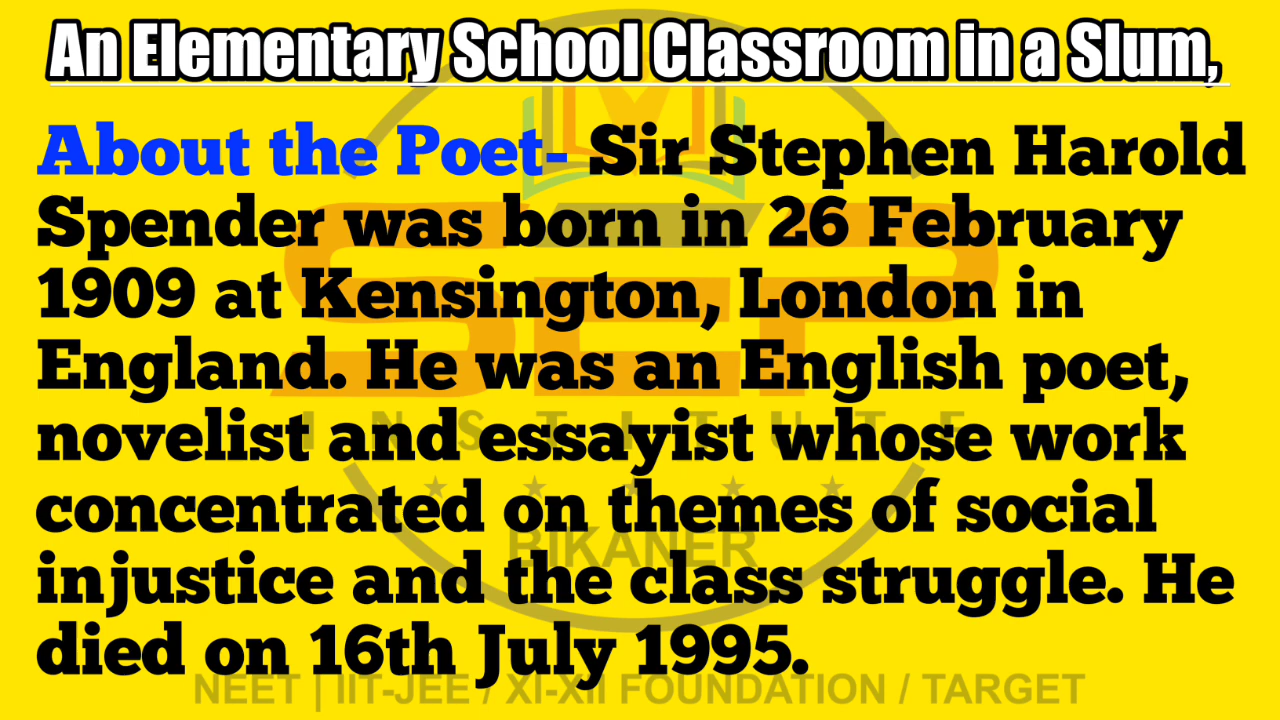 An Elementary School Classroom in a Slum,
About the Poet- Sir Stephen Harold
Spender was born in 26 February
1909 at Kensington, London in
England. He was an English poet,
novelist and essayist whose work
concentrated on themes of social
injustice and the class struggle. He
died on 16th July 1995.
SEP
INSTITUTE
BIKANER
NEET | IIT-JEE / XI-XII FOUNDATION / TARGET